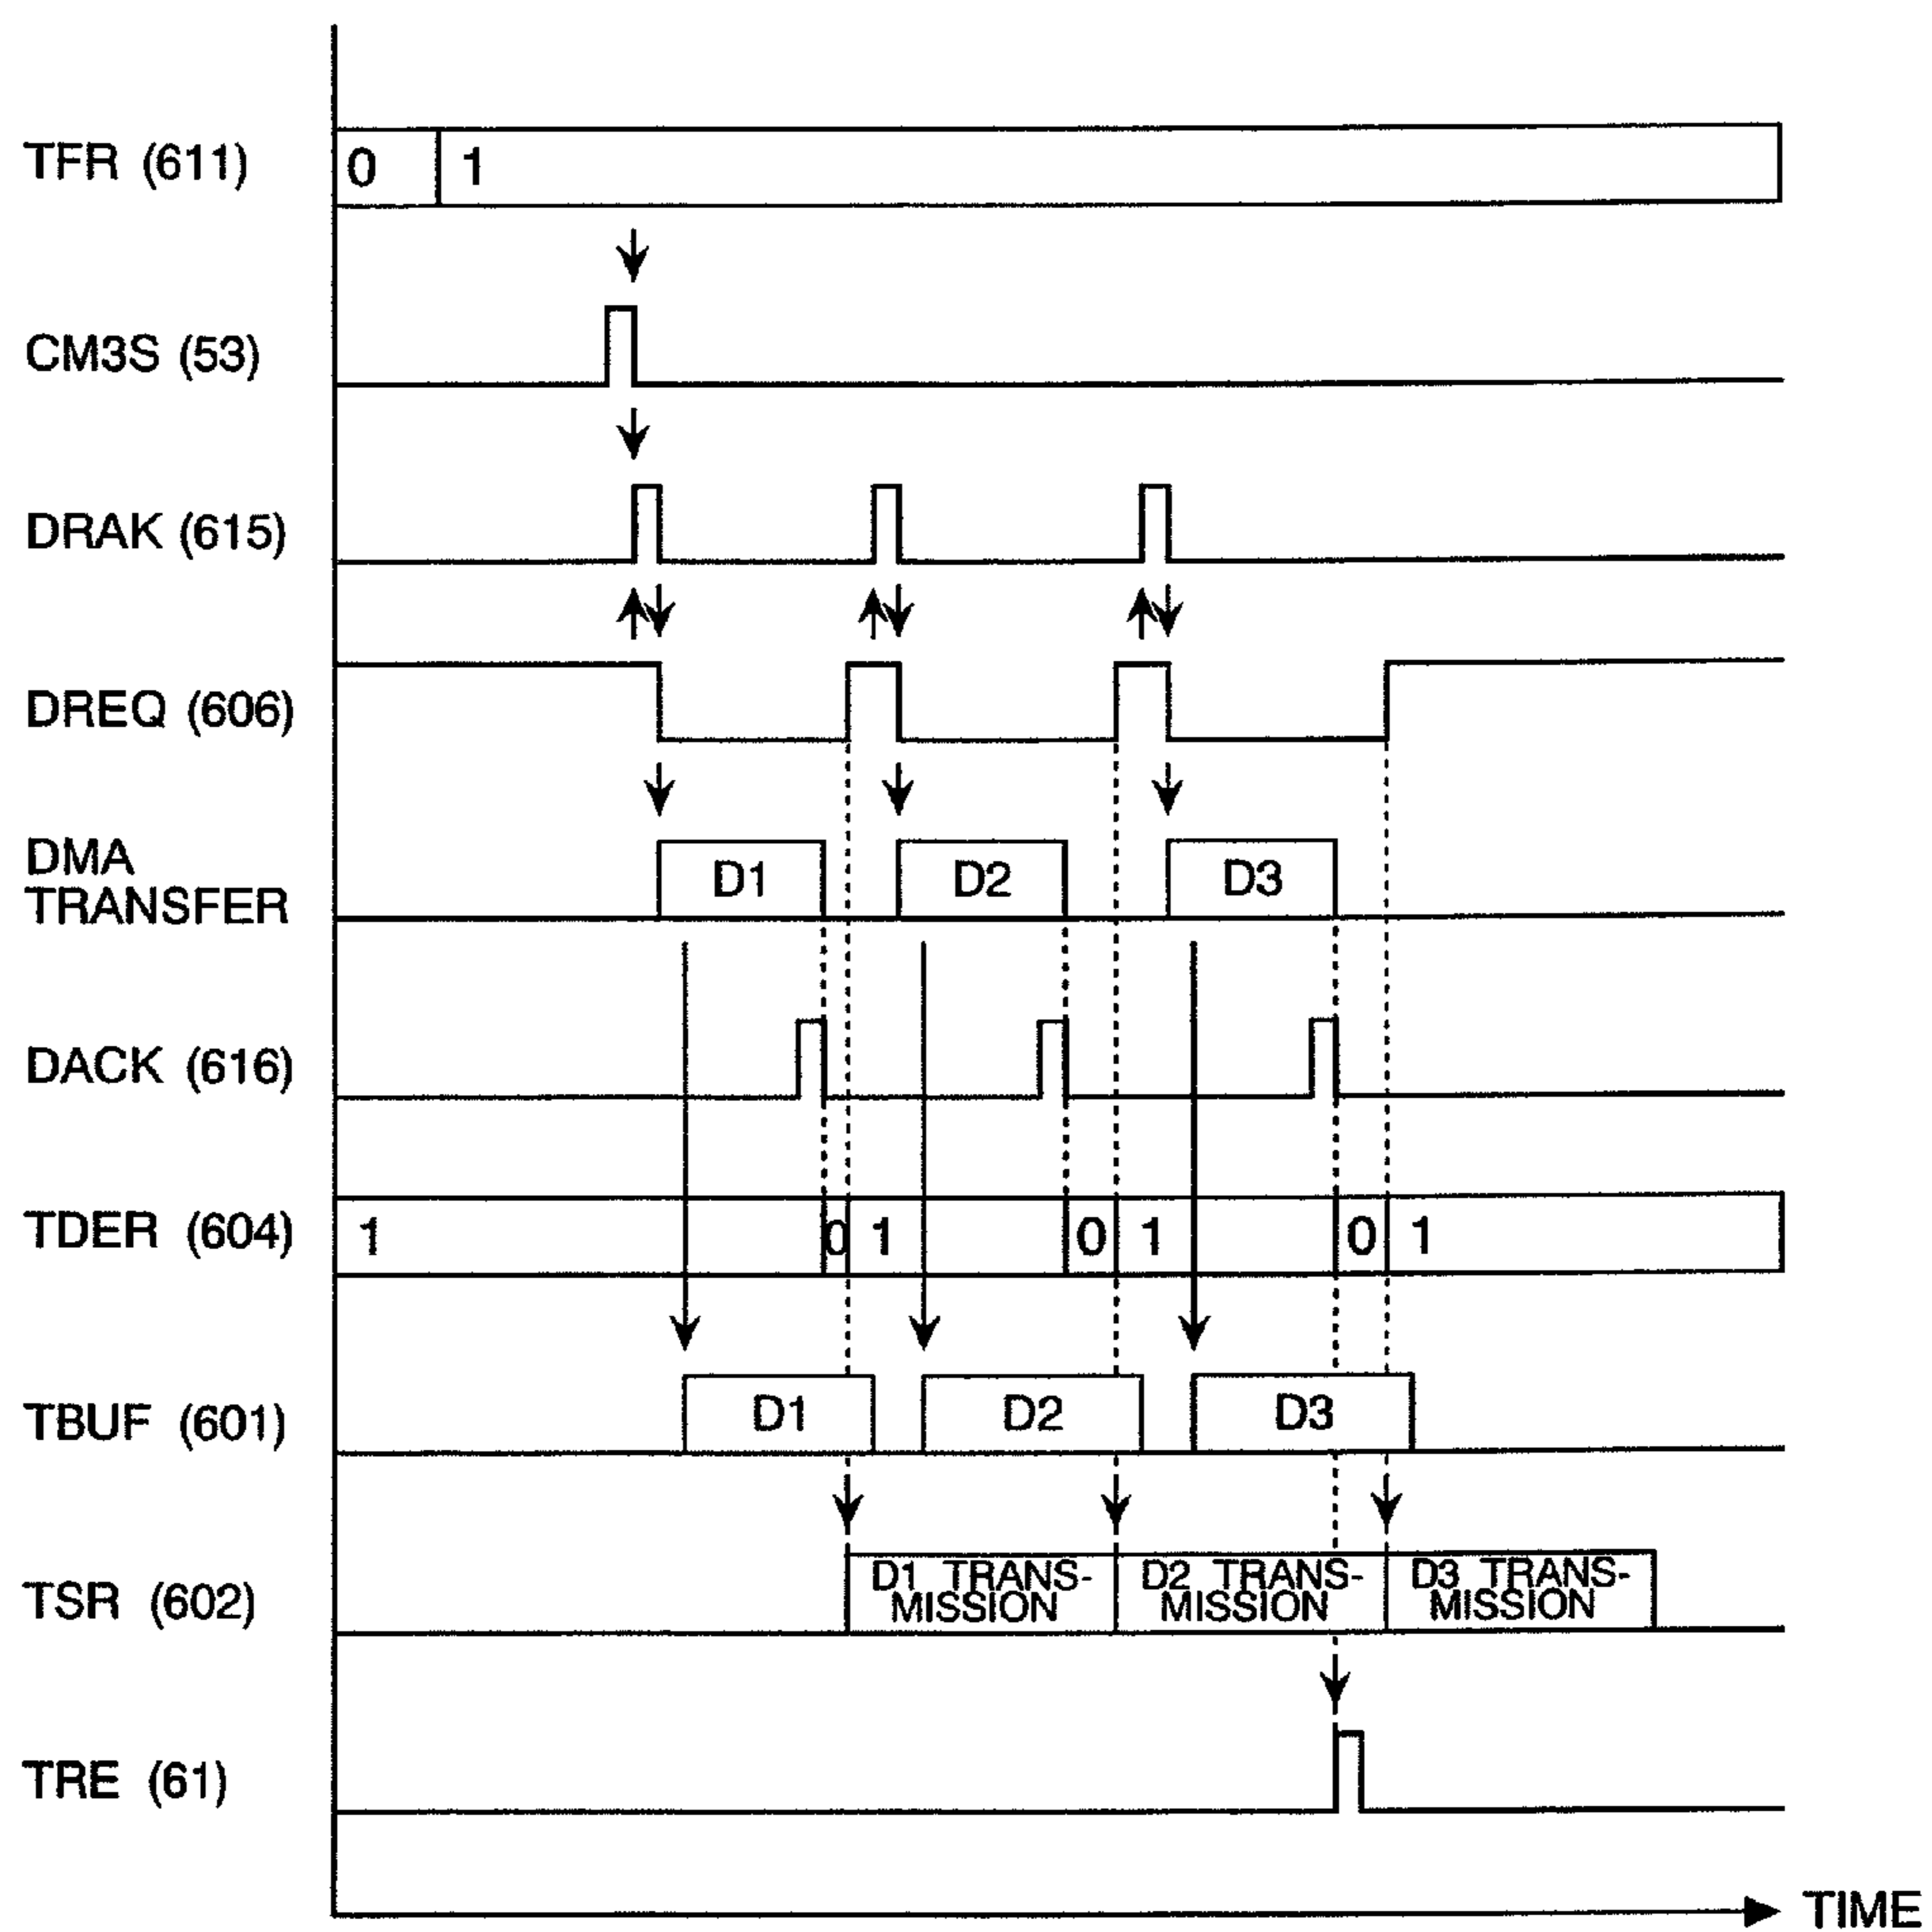 TFR (611)
0 1
CM3S (53)
DRAK (615)
DREQ (606)
DMA
TRANSFER
D1 D2 D3
DACK (616)
TDER (604)
1 0 1 0 1 0 1
TBUF (601)
D1 D2 D3
TSR (602)
D1 TRANS-
MISSION
D2 TRANS-
MISSION
D3 TRANS-
MISSION
TRE (61)
TIME